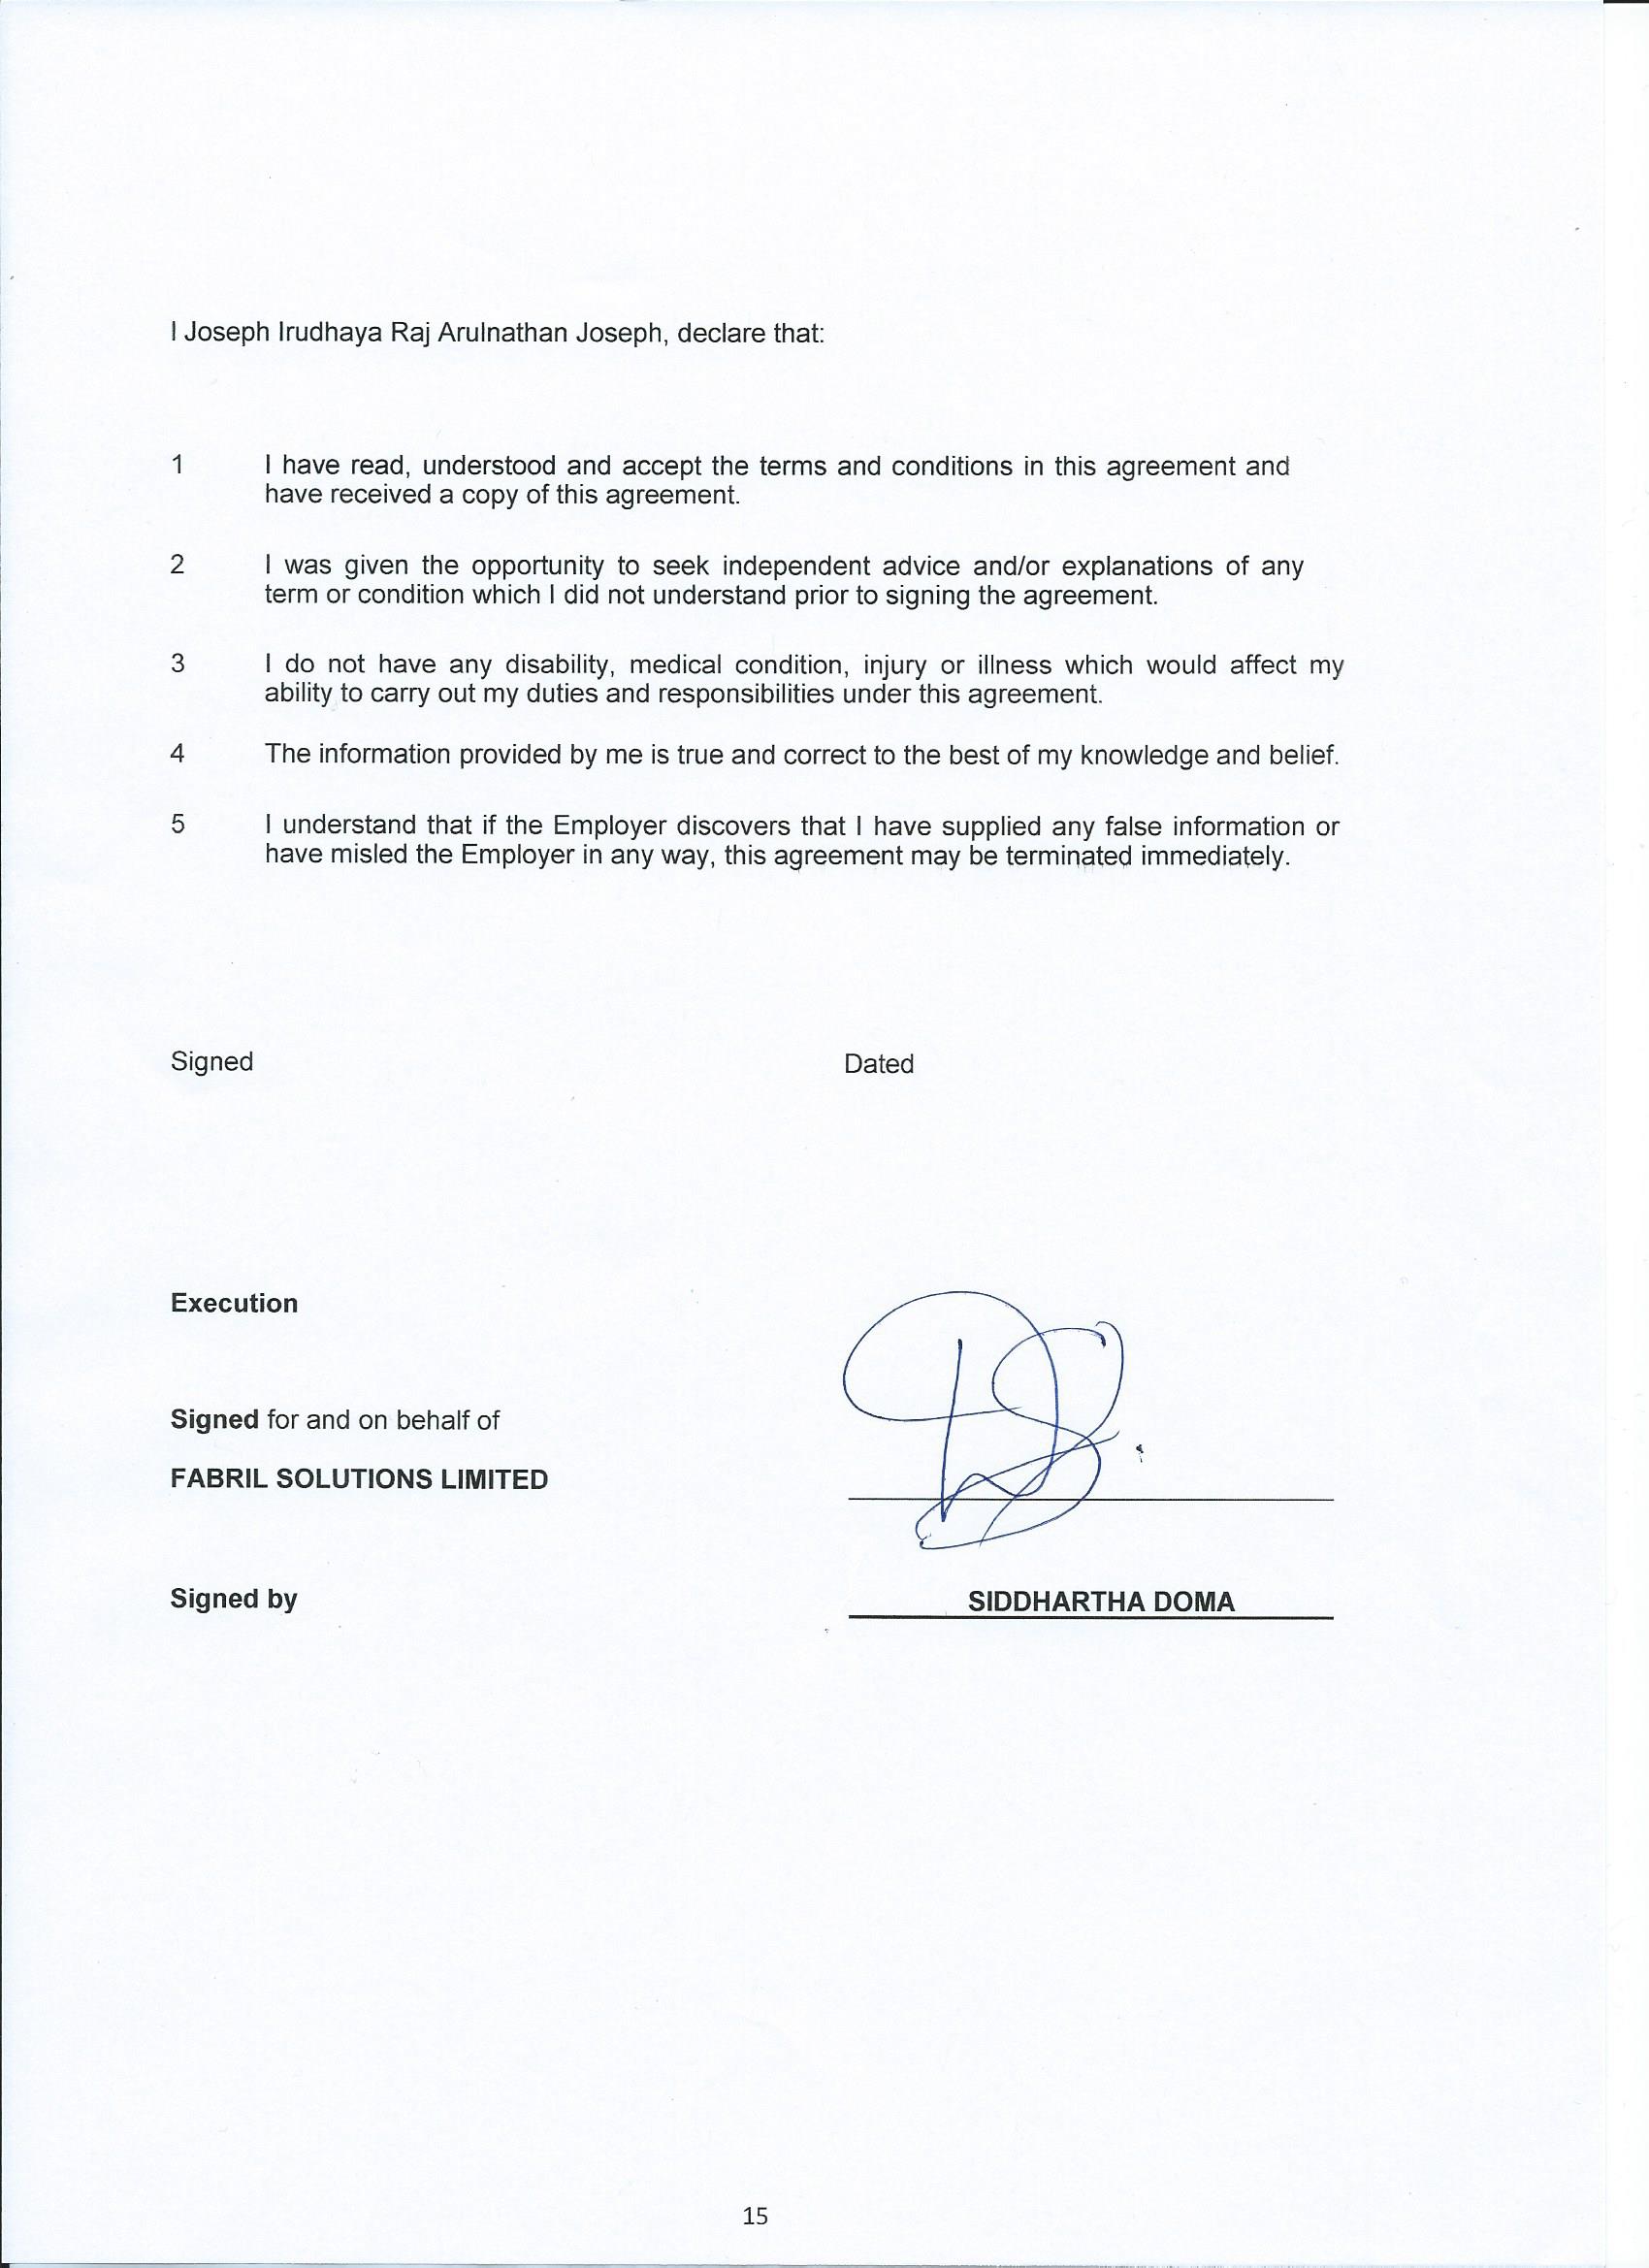 I Joseph Irudhaya Raj Arulnathan Joseph, declare that:
1 I have read, understood and accept the terms and conditions in this agreement and
have received a copy of this agreement.
2 I was given the opportunity to seek independent advice and/or explanations of any
term or condition which I did not understand prior to signing the agreement.
3 I do not have any disability, medical condition, injury or illness which would affect my
ability to carry out my duties and responsibilities under this agreement.
4 The information provided by me is true and correct to the best of my knowledge and belief.
5 I understand that if the Employer discovers that I have supplied any false information or
have misled the Employer in any way, this agreement may be terminated immediately.
Signed Dated
Execution
Signed for and on behalf of
FABRIL SOLUTIONS LIMITED
Signed by SIDDHARTHA DOMA
15